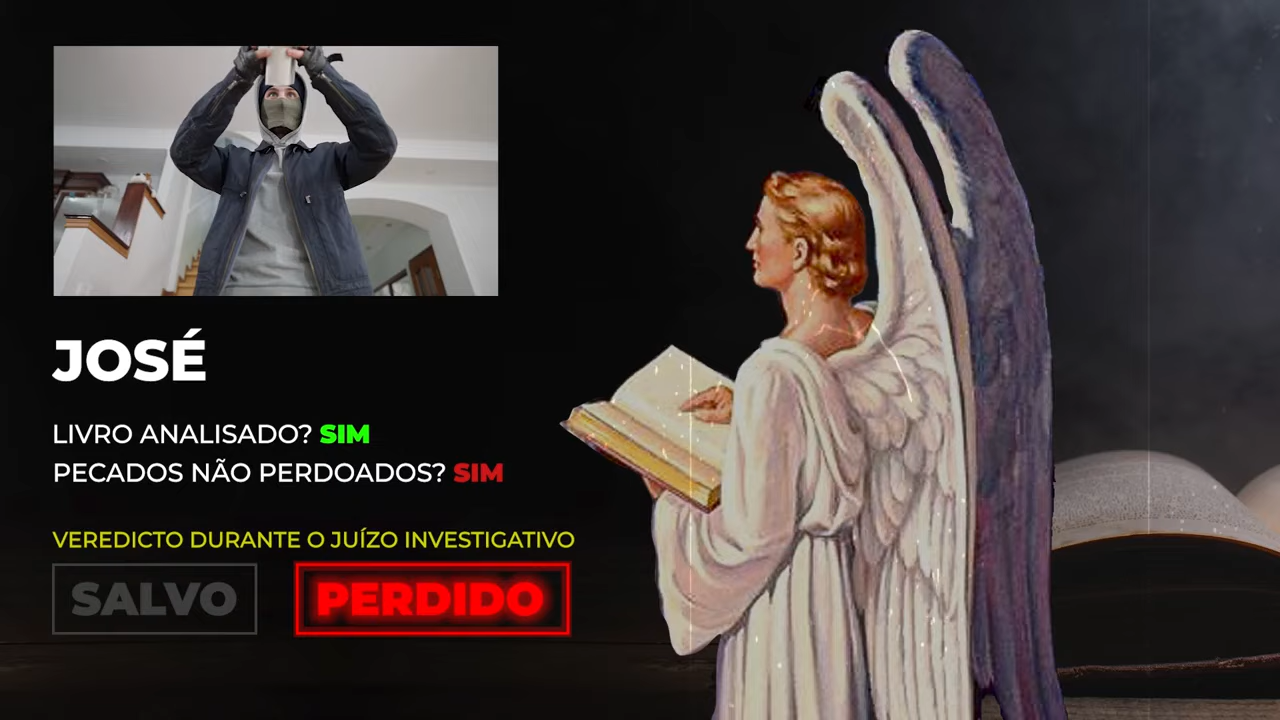 JOSÉ
LIVRO ANALISADO? SIM
PECADOS NÃO PERDOADOS? SIM
VEREDICTO DURANTE O JUÍZO INVESTIGATIVO
SALVO PERDIDO